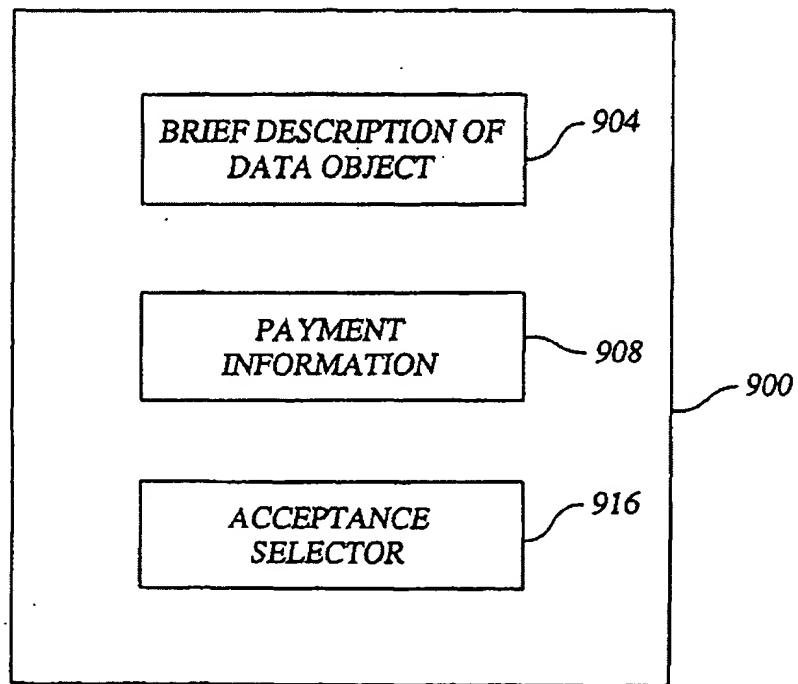 BRIEF DESCRIPTION OF
DATA OBJECT
904
PAYMENT
INFORMATION
908
900
ACCEPTANCE
SELECTOR
916